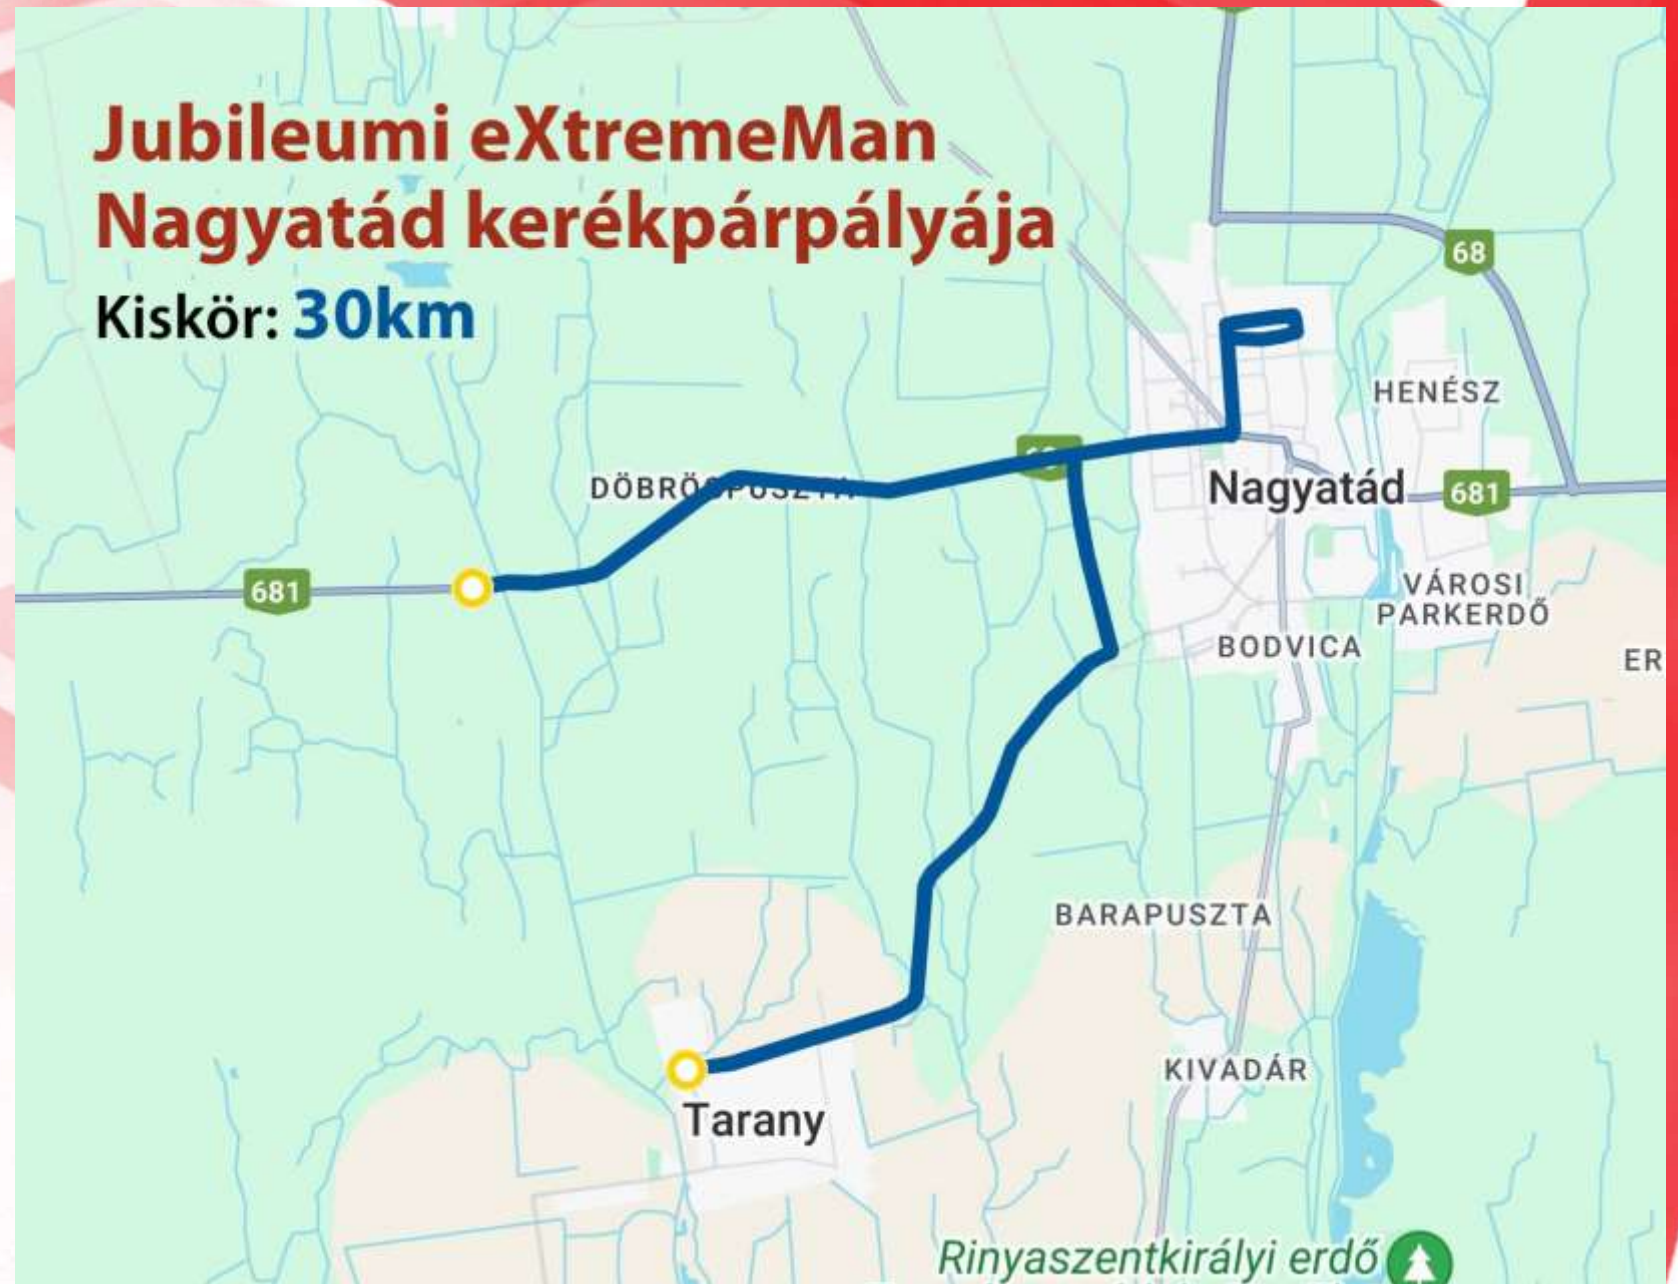 Jubileumi eXtremeMan
Nagyatád kerékpárpályája
Kiskör: 30km
68
HENÉSZ
DÖBRÖSPUSZTA
Nagyatád
681
681
VÁROSI
PARKERDŐ
BODVICA
ER
BARAPUSZTA
KIVADÁR
Tarany
Rinyaszentkirályi erdő